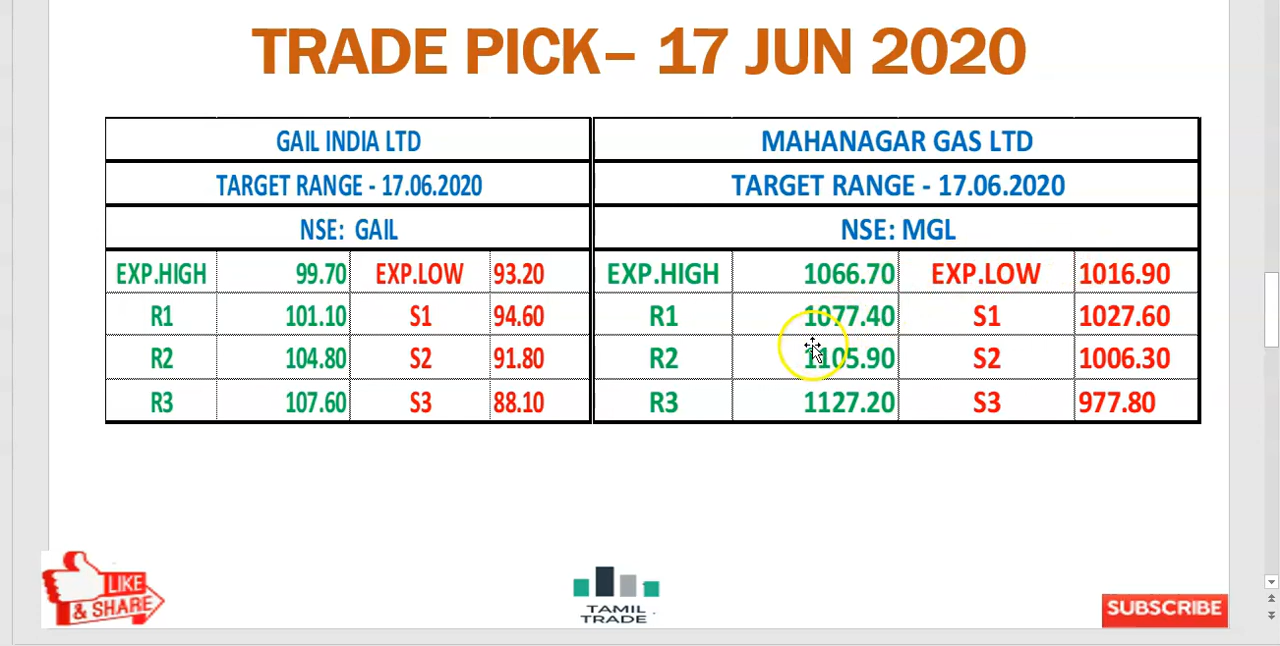 TRADE PICK– 17 JUN 2020
GAIL INDIA LTD
TARGET RANGE - 17.06.2020
NSE: GAIL
EXP.HIGH 99.70 EXP.LOW 93.20
R1 101.10 S1 94.60
R2 104.80 S2 91.80
R3 107.60 S3 88.10
MAHANAGAR GAS LTD
TARGET RANGE - 17.06.2020
NSE: MGL
EXP.HIGH 1066.70 EXP.LOW 1016.90
R1 1077.40 S1 1027.60
R2 1105.90 S2 1006.30
R3 1127.20 S3 977.80
LIKE
& SHARE
TAMIL
TRADE
SUBSCRIBE